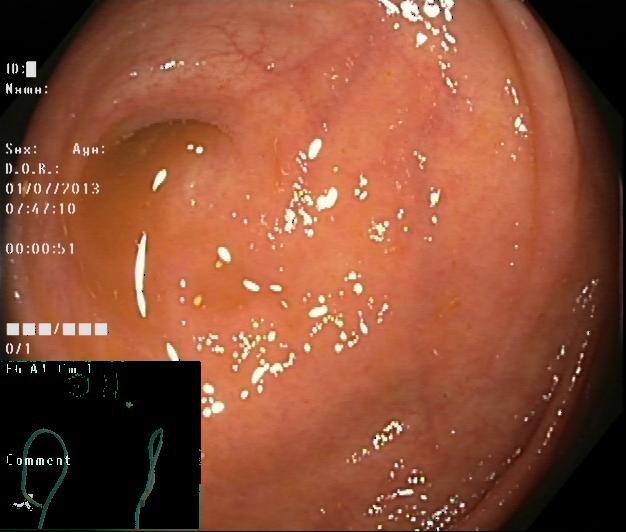 ID:
Name:
Sex: Age:
D.O.B.:
01/07/2013
07:47:10
00:00:51
■■■/■■■
0/1
Comment